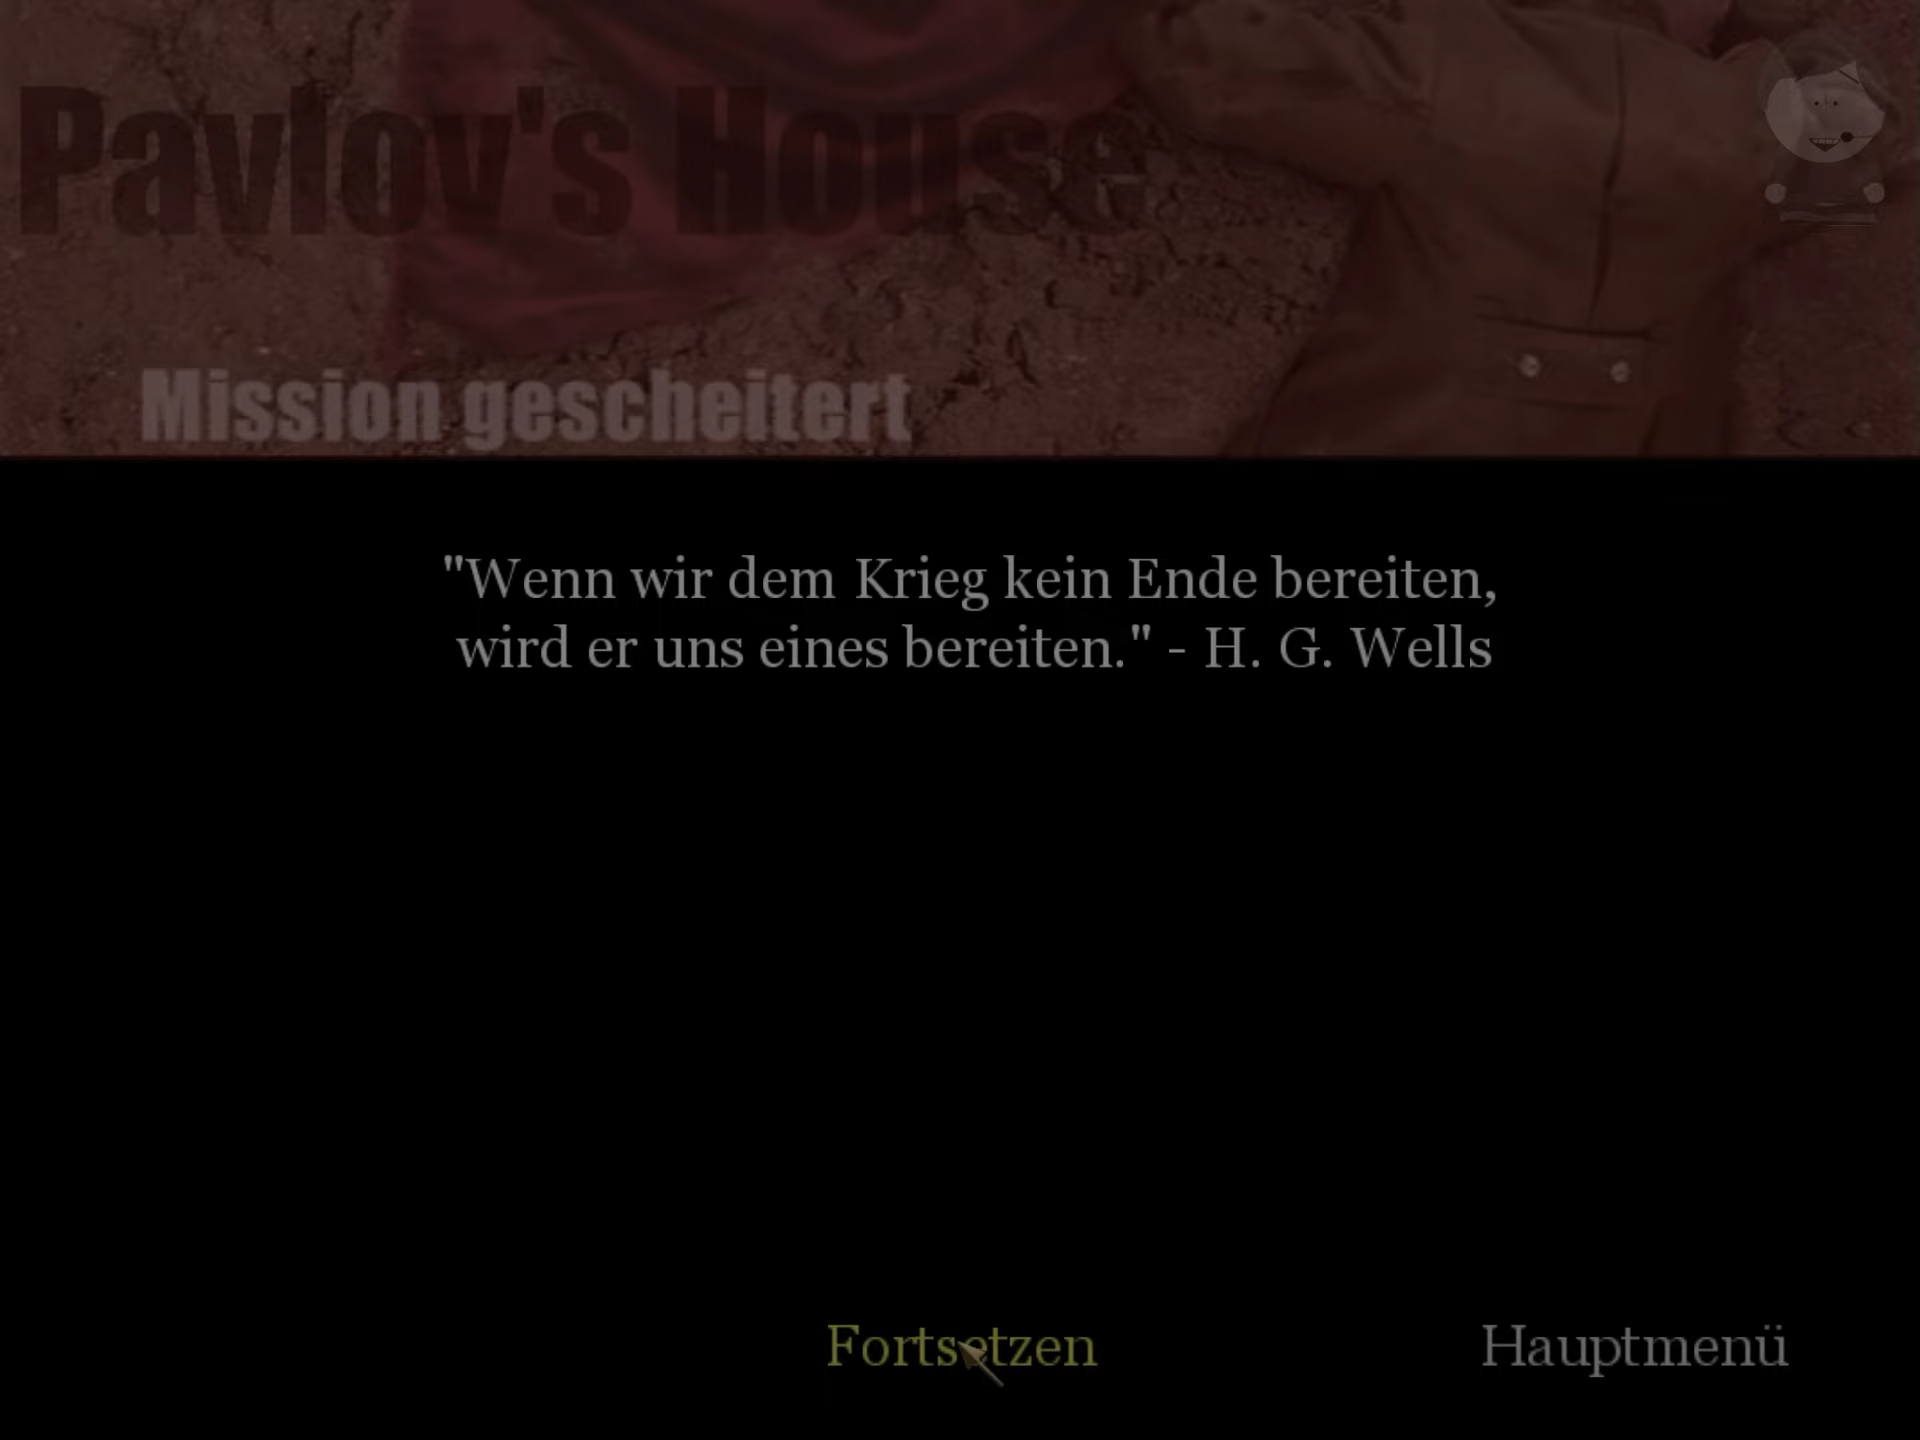 Pavlov's House
Mission gescheitert
"Wenn wir dem Krieg kein Ende bereiten,
wird er uns eines bereiten." - H. G. Wells
Fortsetzen
Hauptmenü